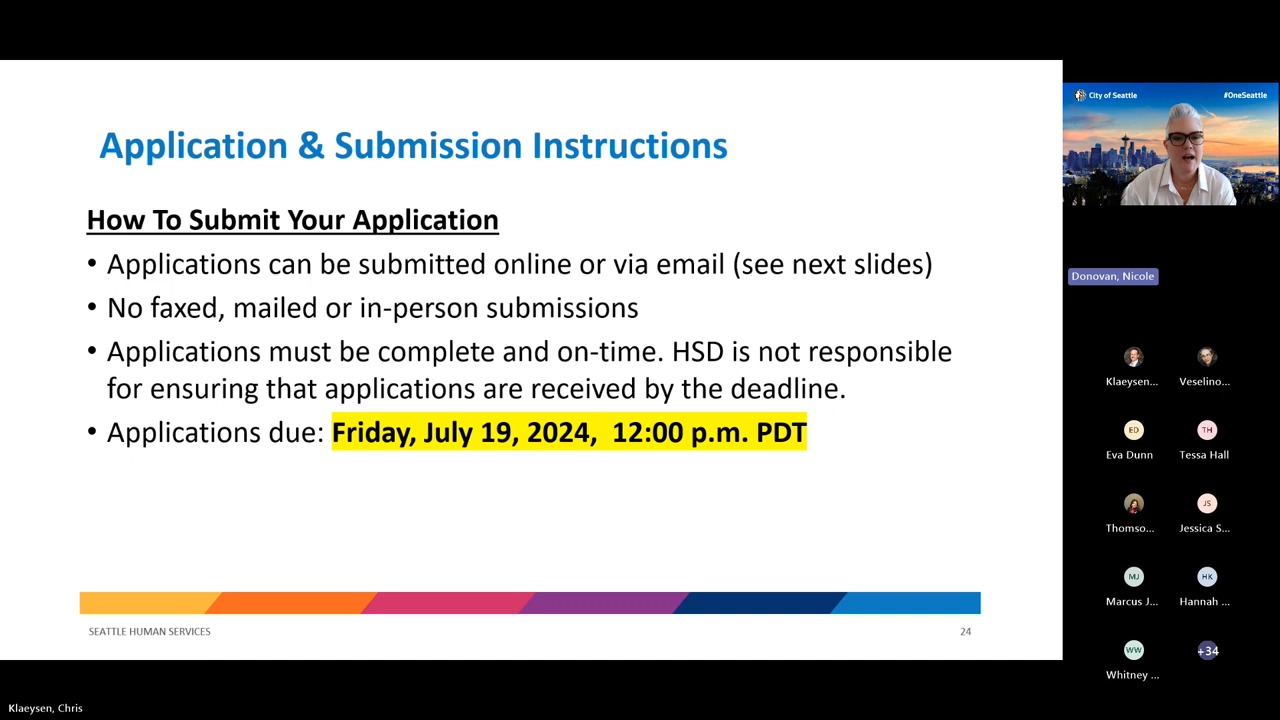 Application & Submission Instructions
How To Submit Your Application
• Applications can be submitted online or via email (see next slides)
• No faxed, mailed or in-person submissions
• Applications must be complete and on-time. HSD is not responsible
for ensuring that applications are received by the deadline.
• Applications due: Friday, July 19, 2024, 12:00 p.m. PDT
SEATTLE HUMAN SERVICES
24
City of Seattle
#OneSeattle
Donovan, Nicole
Klaeysen...
Veselino...
ED
TH
Eva Dunn
Tessa Hall
JS
Thomso...
Jessica S...
MJ
HK
Marcus J...
Hannah ...
WW
+34
Whitney ...
Klaeysen, Chris